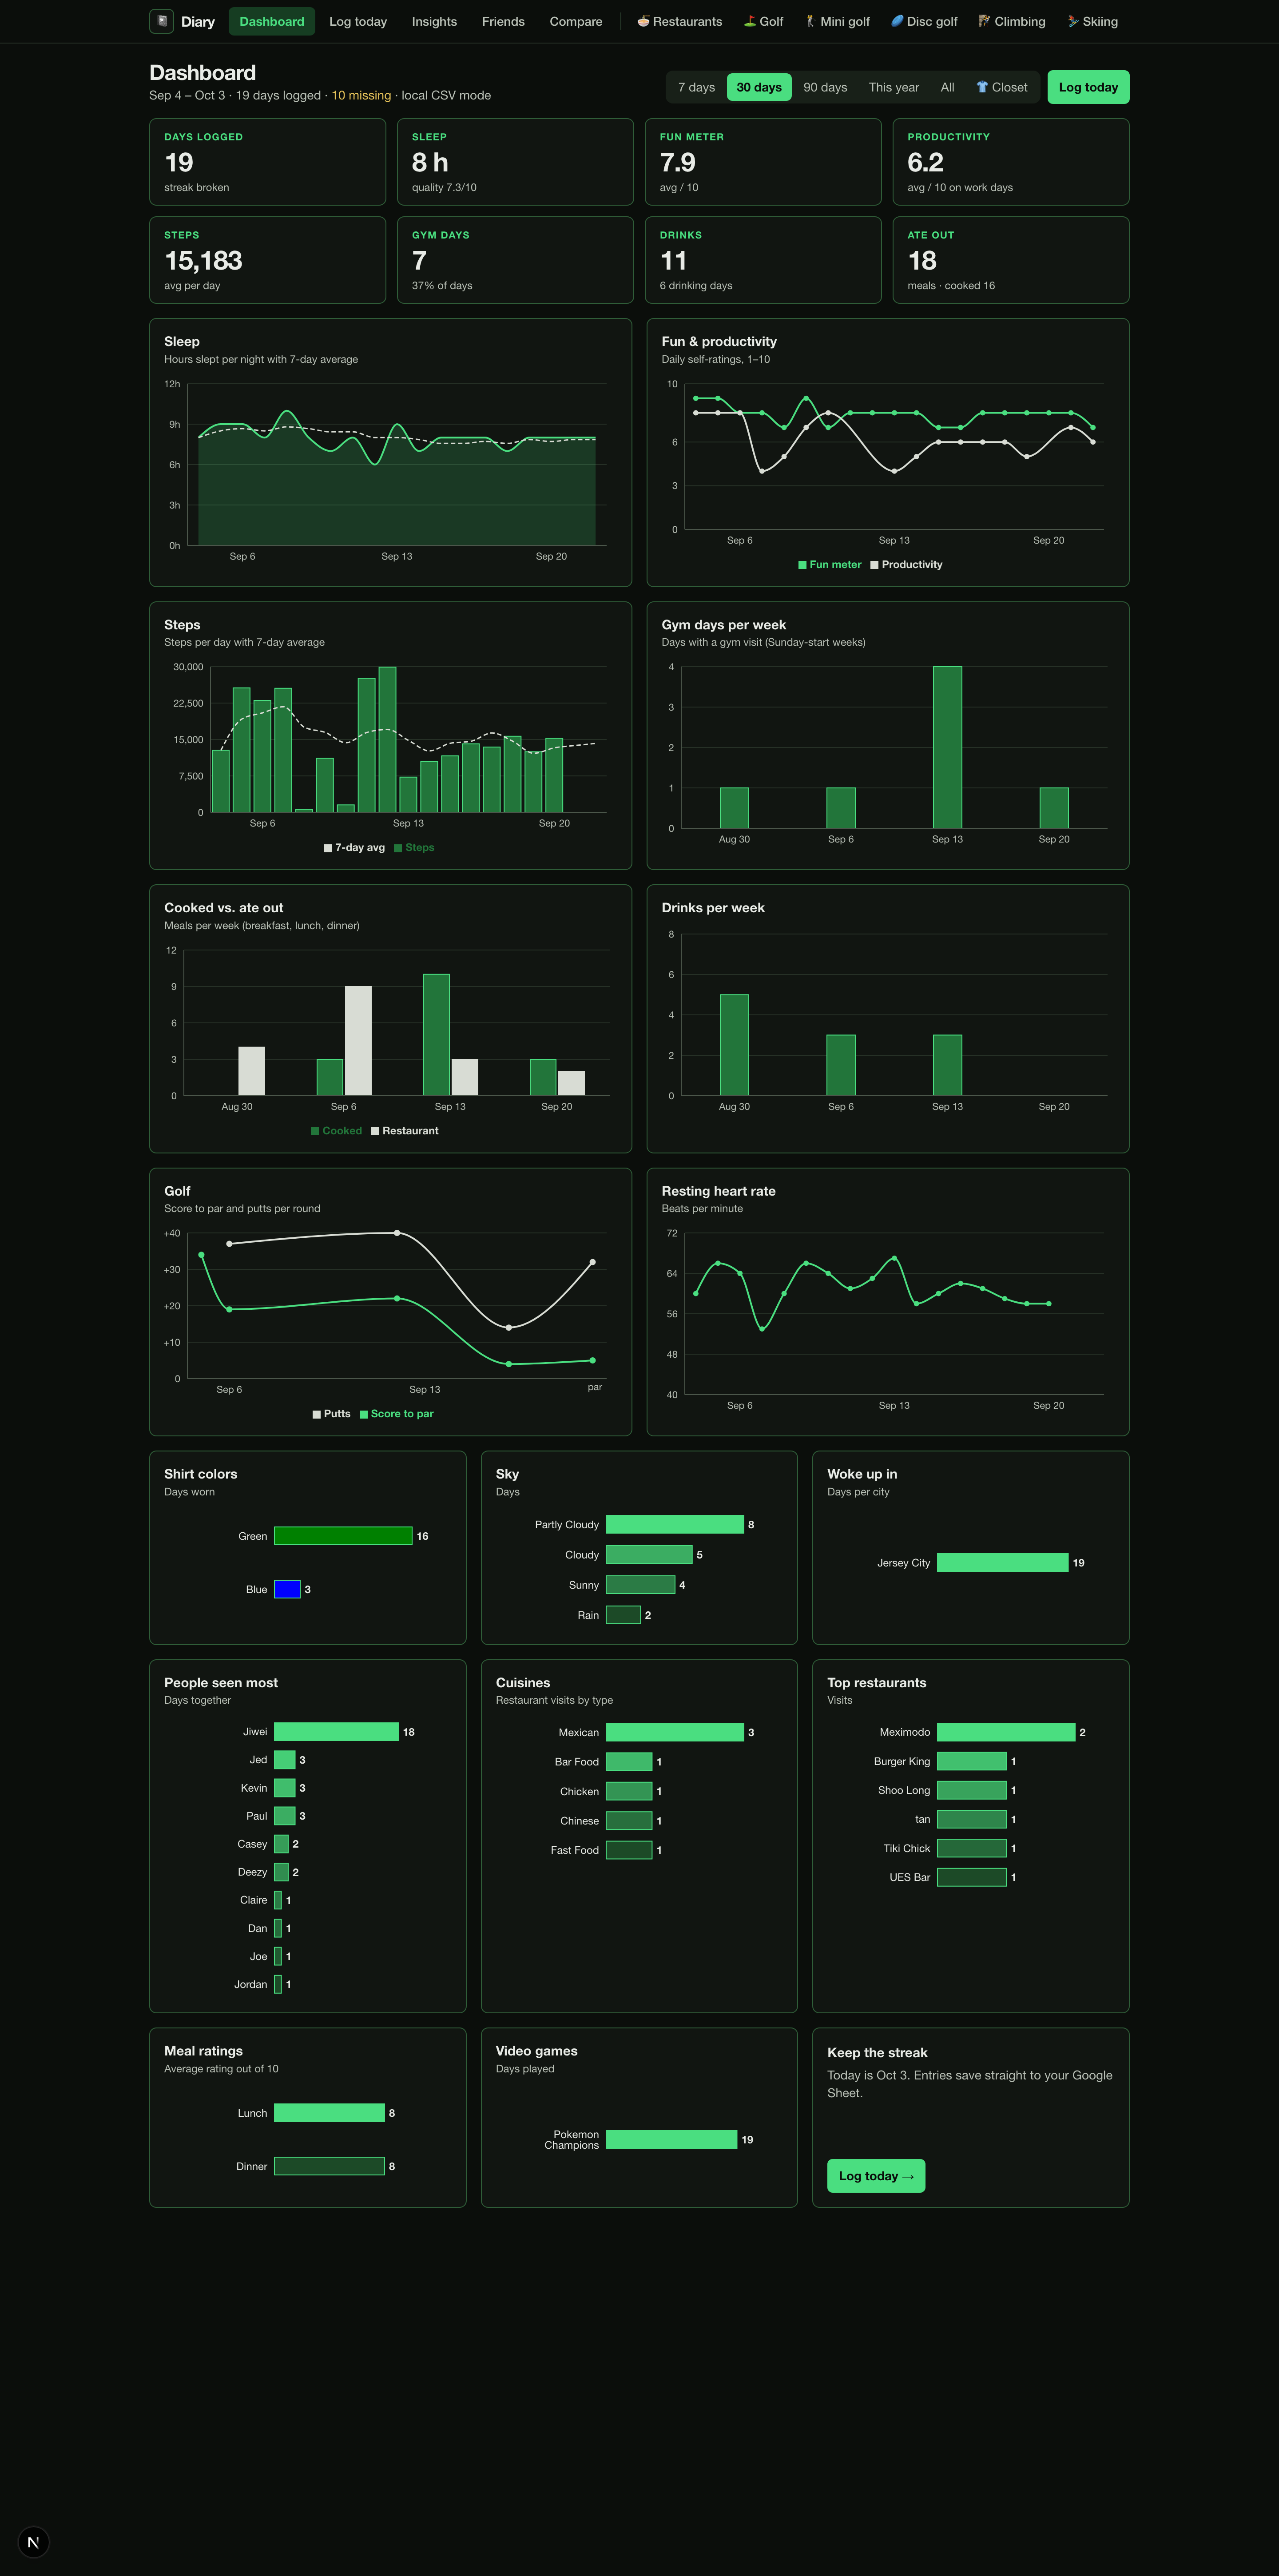 Diary Dashboard Log today Insights Friends Compare Restaurants Golf Mini golf Disc golf Climbing Skiing
Dashboard
Sep 4 – Oct 3 · 19 days logged · 10 missing · local CSV mode
7 days 30 days 90 days This year All Closet Log today
DAYS LOGGED
19
streak broken
SLEEP
8 h
quality 7.3/10
FUN METER
7.9
avg / 10
PRODUCTIVITY
6.2
avg / 10 on work days
STEPS
15,183
avg per day
GYM DAYS
7
37% of days
DRINKS
11
6 drinking days
ATE OUT
18
meals · cooked 16
Sleep
Hours slept per night with 7-day average
12h
9h
6h
3h
0h
Sep 6 Sep 13 Sep 20
Fun & productivity
Daily self-ratings, 1–10
10
6
3
0
Sep 6 Sep 13 Sep 20
Fun meter Productivity
Steps
Steps per day with 7-day average
30,000
22,500
15,000
7,500
0
Sep 6 Sep 13 Sep 20
7-day avg Steps
Gym days per week
Days with a gym visit (Sunday-start weeks)
4
3
2
1
0
Aug 30 Sep 6 Sep 13 Sep 20
Cooked vs. ate out
Meals per week (breakfast, lunch, dinner)
12
9
6
3
0
Aug 30 Sep 6 Sep 13 Sep 20
Cooked Restaurant
Drinks per week
8
6
4
2
0
Aug 30 Sep 6 Sep 13 Sep 20
Golf
Score to par and putts per round
+40
+30
+20
+10
0
Sep 6 Sep 13 par
Putts Score to par
Resting heart rate
Beats per minute
72
64
56
48
40
Sep 6 Sep 13 Sep 20
Shirt colors
Days worn
Green 16
Blue 3
Sky
Days
Partly Cloudy 8
Cloudy 5
Sunny 4
Rain 2
Woke up in
Days per city
Jersey City 19
People seen most
Days together
Jiwei 18
Jed 3
Kevin 3
Paul 3
Casey 2
Deezy 2
Claire 1
Dan 1
Joe 1
Jordan 1
Cuisines
Restaurant visits by type
Mexican 3
Bar Food 1
Chicken 1
Chinese 1
Fast Food 1
Top restaurants
Visits
Meximodo 2
Burger King 1
Shoo Long 1
tan 1
Tiki Chick 1
UES Bar 1
Meal ratings
Average rating out of 10
Lunch 8
Dinner 8
Video games
Days played
Pokemon
Champions 19
Keep the streak
Today is Oct 3. Entries save straight to your Google
Sheet.
Log today →
N